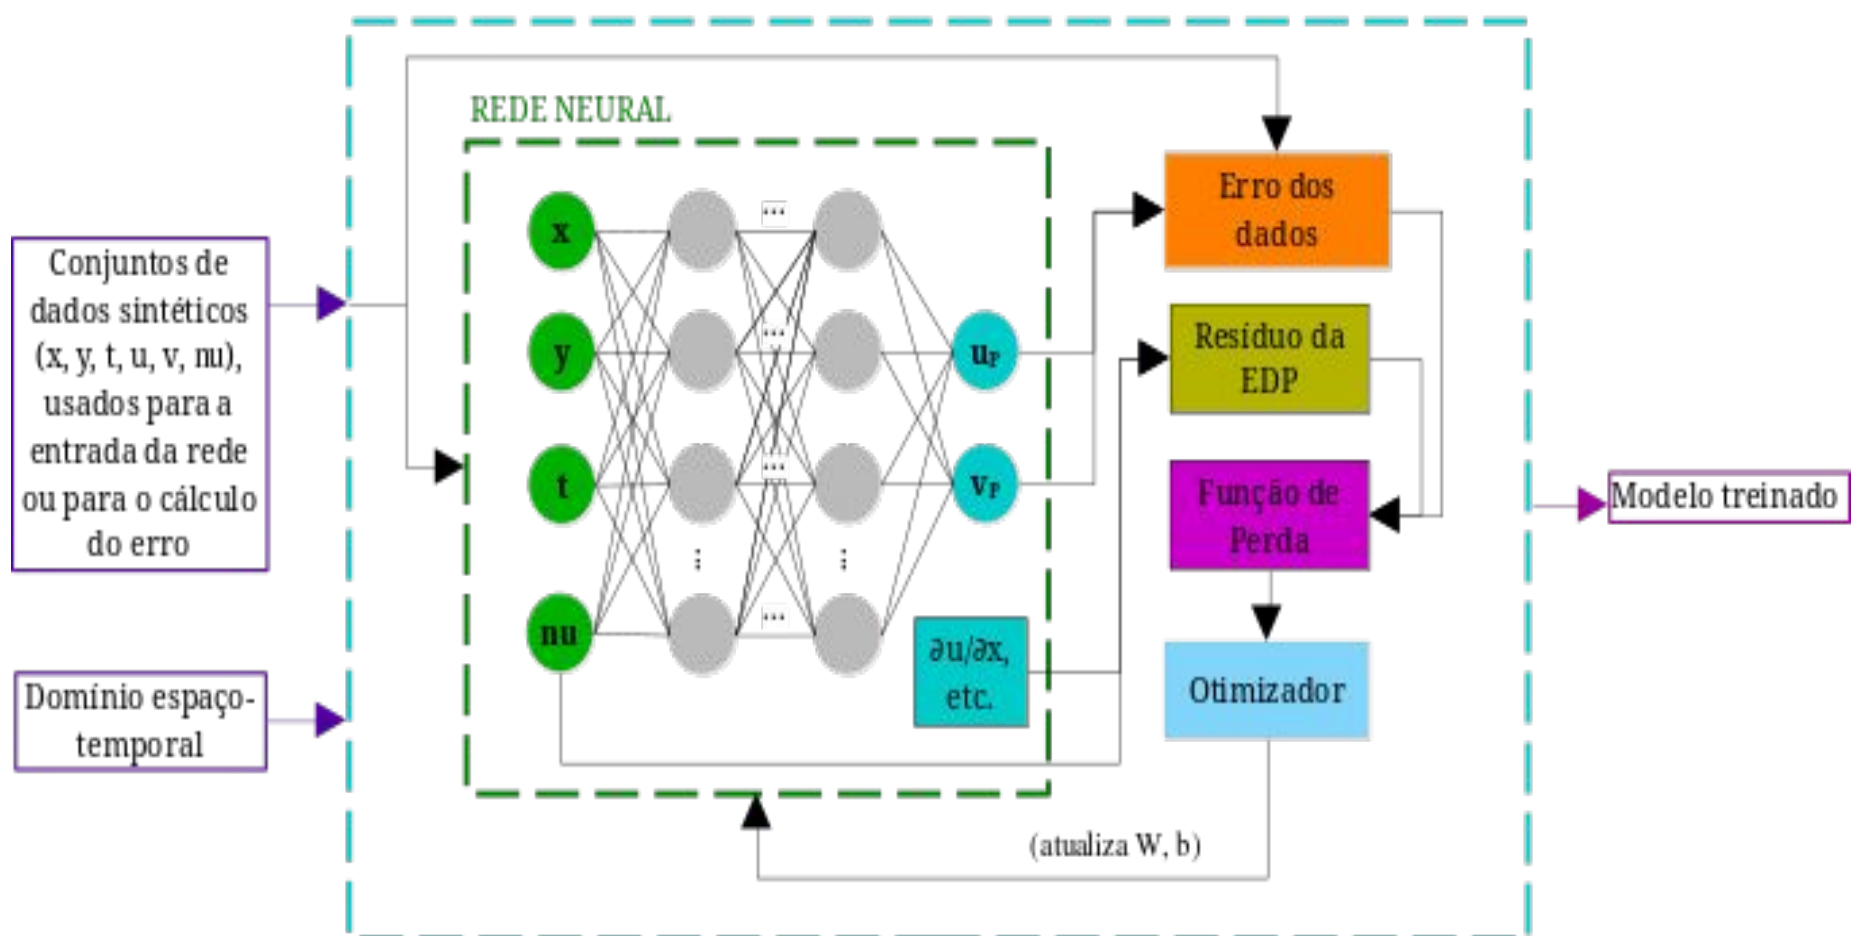 REDE NEURAL
Conjuntos de
dados sintéticos
(x, y, t, u, v, nu),
usados para a
entrada da rede
ou para o cálculo
do erro
Domínio espaço-
temporal
x
y
t
nu
...
...
...
...
⋮
⋮
uP
vP
∂u/∂x,
etc.
Erro dos
dados
Resíduo da
EDP
Função de
Perda
Otimizador
(atualiza W, b)
Modelo treinado